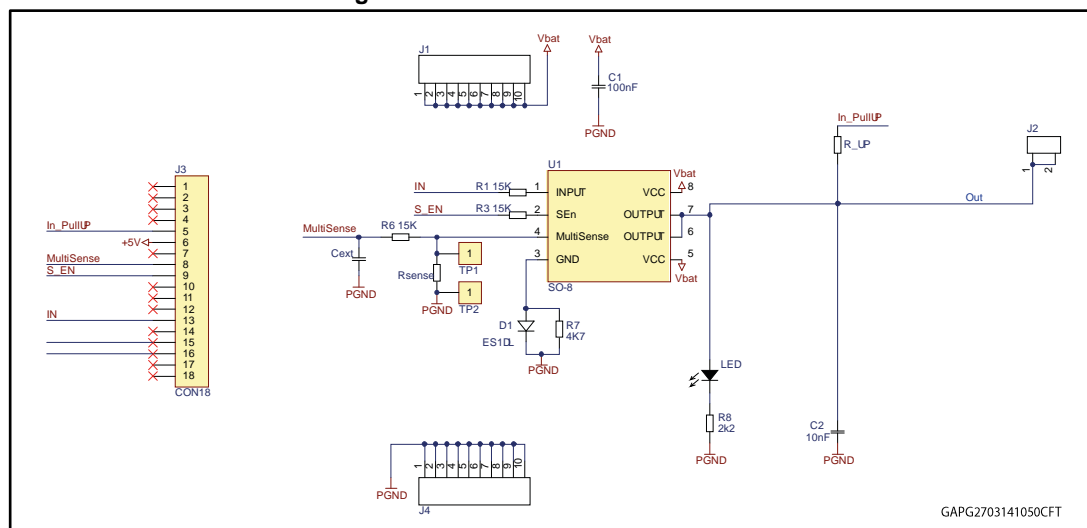 Vbat
J1
1 2 3 4 5 6 7 8 9 10
Vbat
C1
100nF
PGND
In_PullUP
R_UP
J2
1 2
Out
J3
1
2
3
4
In_PullUP 5
+5V 6
7
MultiSense 8
S_EN 9
10
11
12
IN 13
14
15
16
17
18
CON18
U1
IN R1 15K 1 INPUT VCC 8 Vbat
S_EN R3 15K 2 SEn OUTPUT 7
MultiSense R6 15K 4 MultiSense OUTPUT 6
3 GND VCC 5
Vbat
SO-8
Cext
PGND
Rsense
1
TP1
1
TP2
PGND
D1
ES1DL
R7
4K7
PGND
LED
R8
2k2
PGND
C2
10nF
PGND
1 2 3 4 5 6 7 8 9 10
PGND
J4
GAPG2703141050CFT